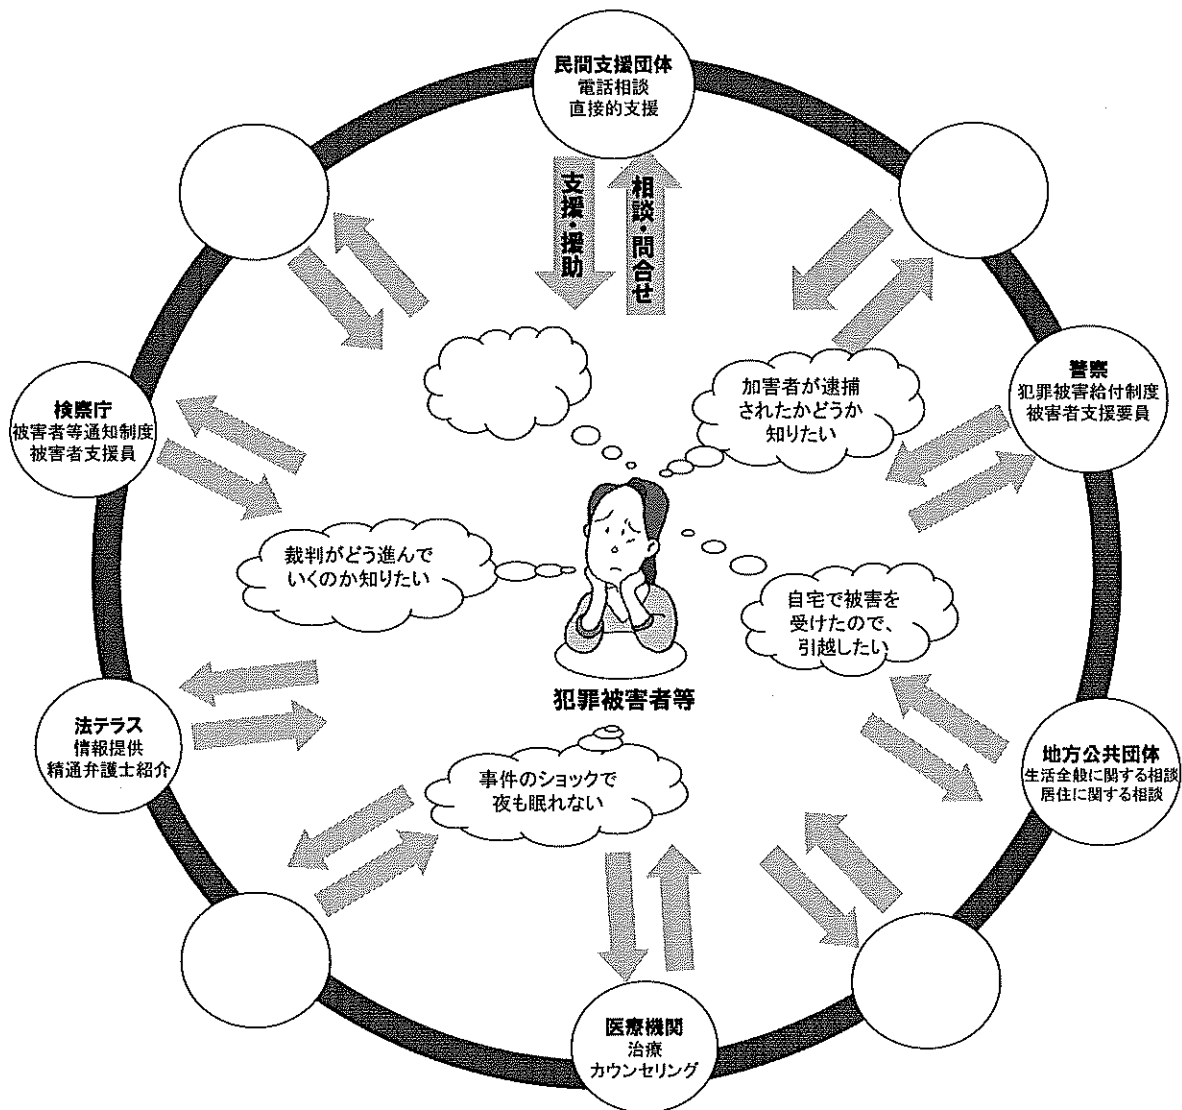 民間支援団体
電話相談
直接的支援
支援・援助
相談・問合せ
加害者が逮捕
されたかどうか
知りたい
警察
犯罪被害給付制度
被害者支援要員
検察庁
被害者等通知制度
被害者支援員
裁判がどう進んで
いくのか知りたい
自宅で被害を
受けたので、
引越したい
犯罪被害者等
法テラス
情報提供
精通弁護士紹介
事件のショックで
夜も眠れない
地方公共団体
生活全般に関する相談
居住に関する相談
医療機関
治療
カウンセリング